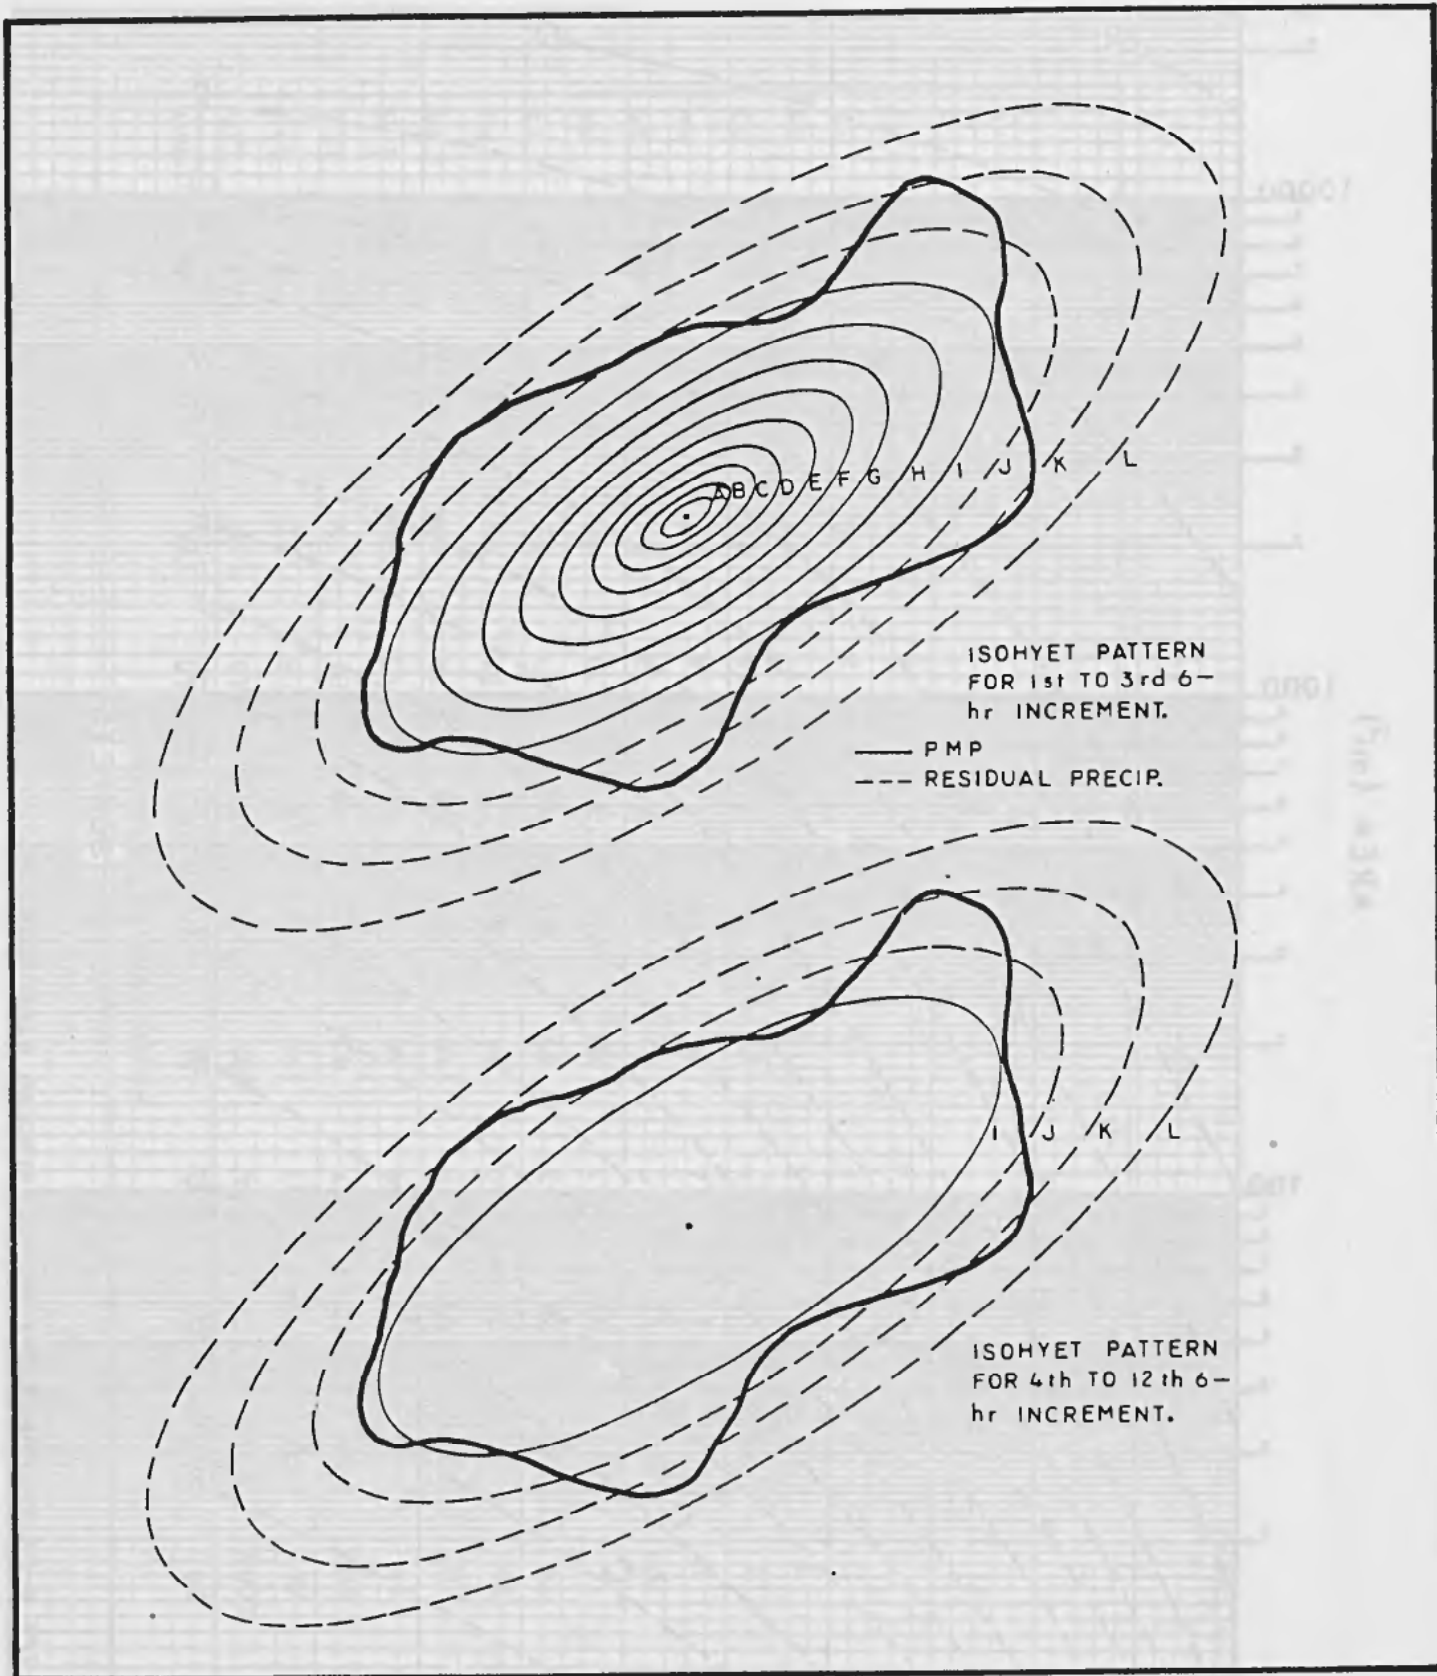 A B C D E F G H I J K L
ISOHYET PATTERN
FOR 1st TO 3rd 6-
hr INCREMENT.
PMP
RESIDUAL PRECIP.
I J K L
ISOHYET PATTERN
FOR 4th TO 12th 6-
hr INCREMENT.